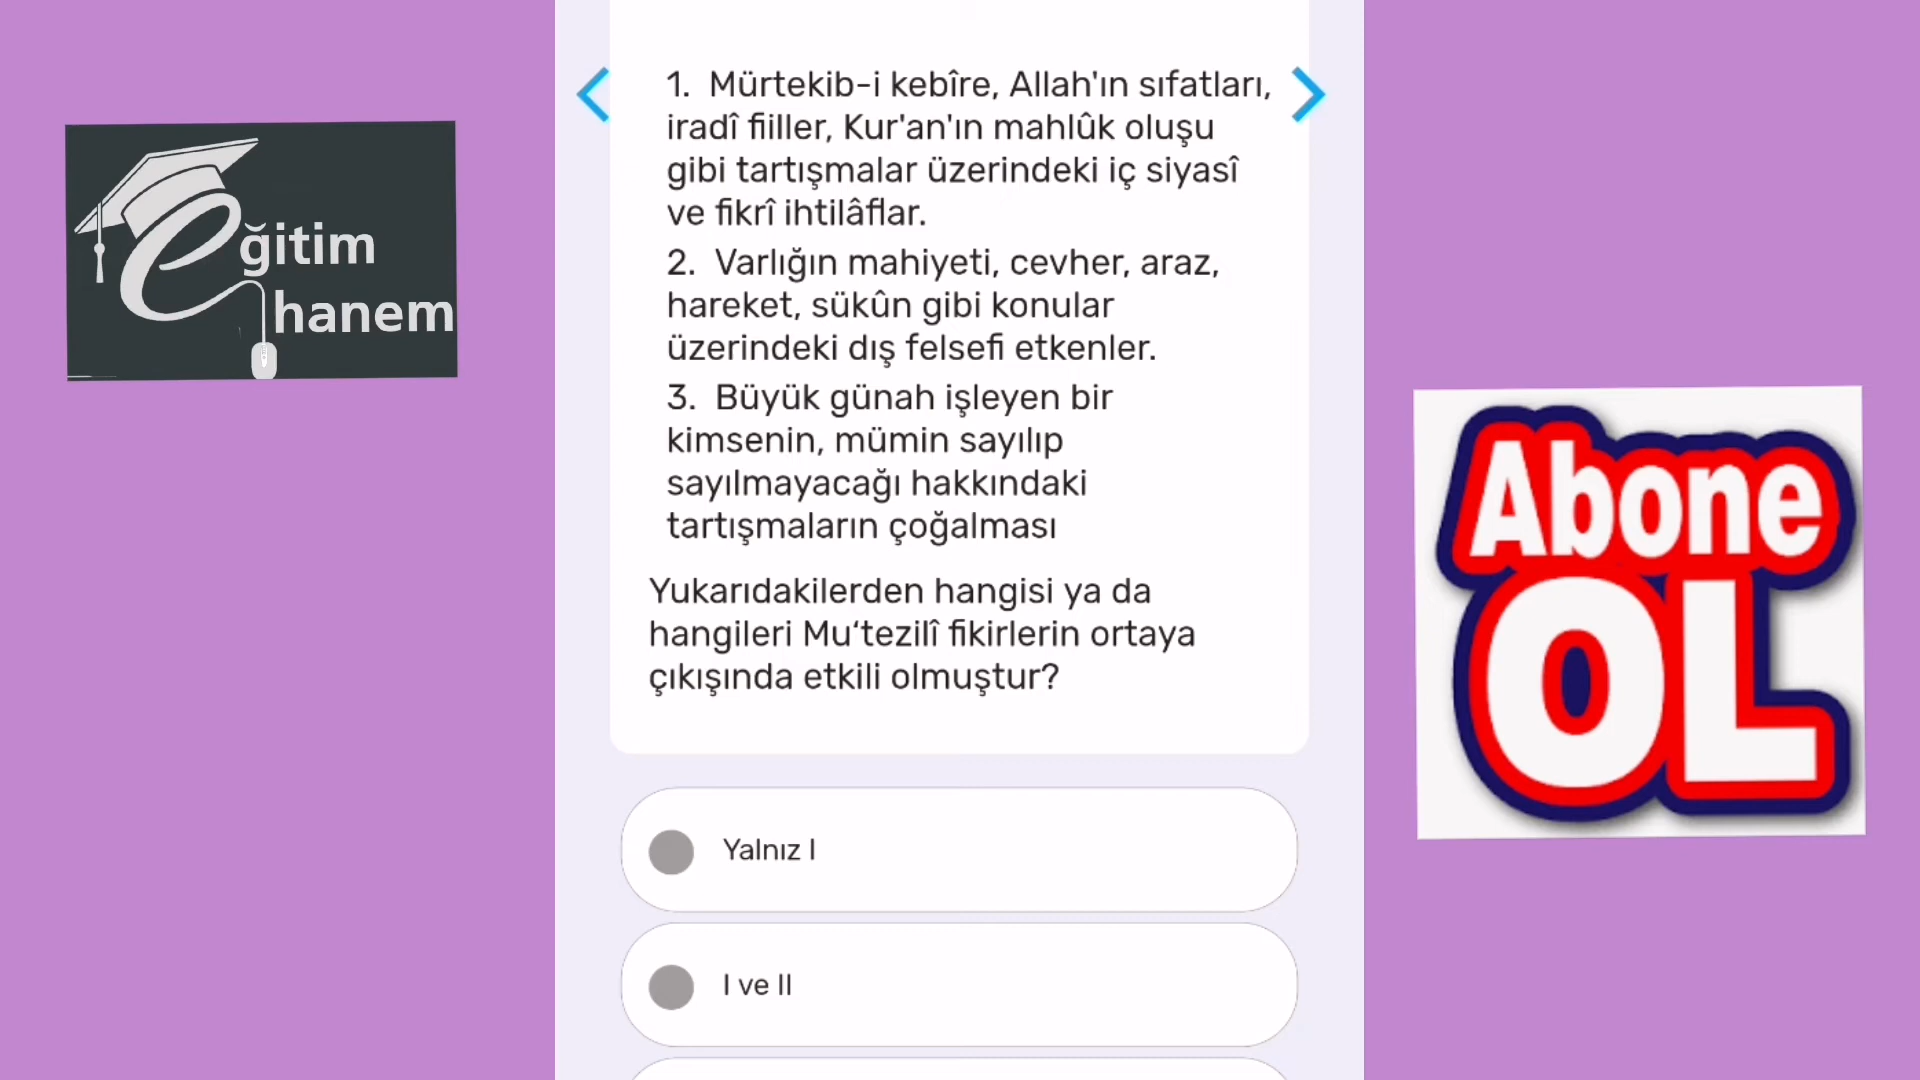 eğitim
hanem
1. Mürtekib-i kebîre, Allah'ın sıfatları,
iradî fiiller, Kur'an'ın mahlûk oluşu
gibi tartışmalar üzerindeki iç siyasî
ve fikrî ihtilâflar.
2. Varlığın mahiyeti, cevher, araz,
hareket, sükûn gibi konular
üzerindeki dış felsefi etkenler.
3. Büyük günah işleyen bir
kimsenin, mümin sayılıp
sayılmayacağı hakkındaki
tartışmaların çoğalması
Yukarıdakilerden hangisi ya da
hangileri Mu‘tezilî fikirlerin ortaya
çıkışında etkili olmuştur?
Yalnız I
I ve II
Abone
OL